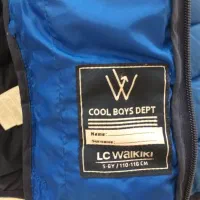 COOL BOYS DEPT
Name:
Surname:
LC WAIKIKI
5-6Y / 110-116 CM